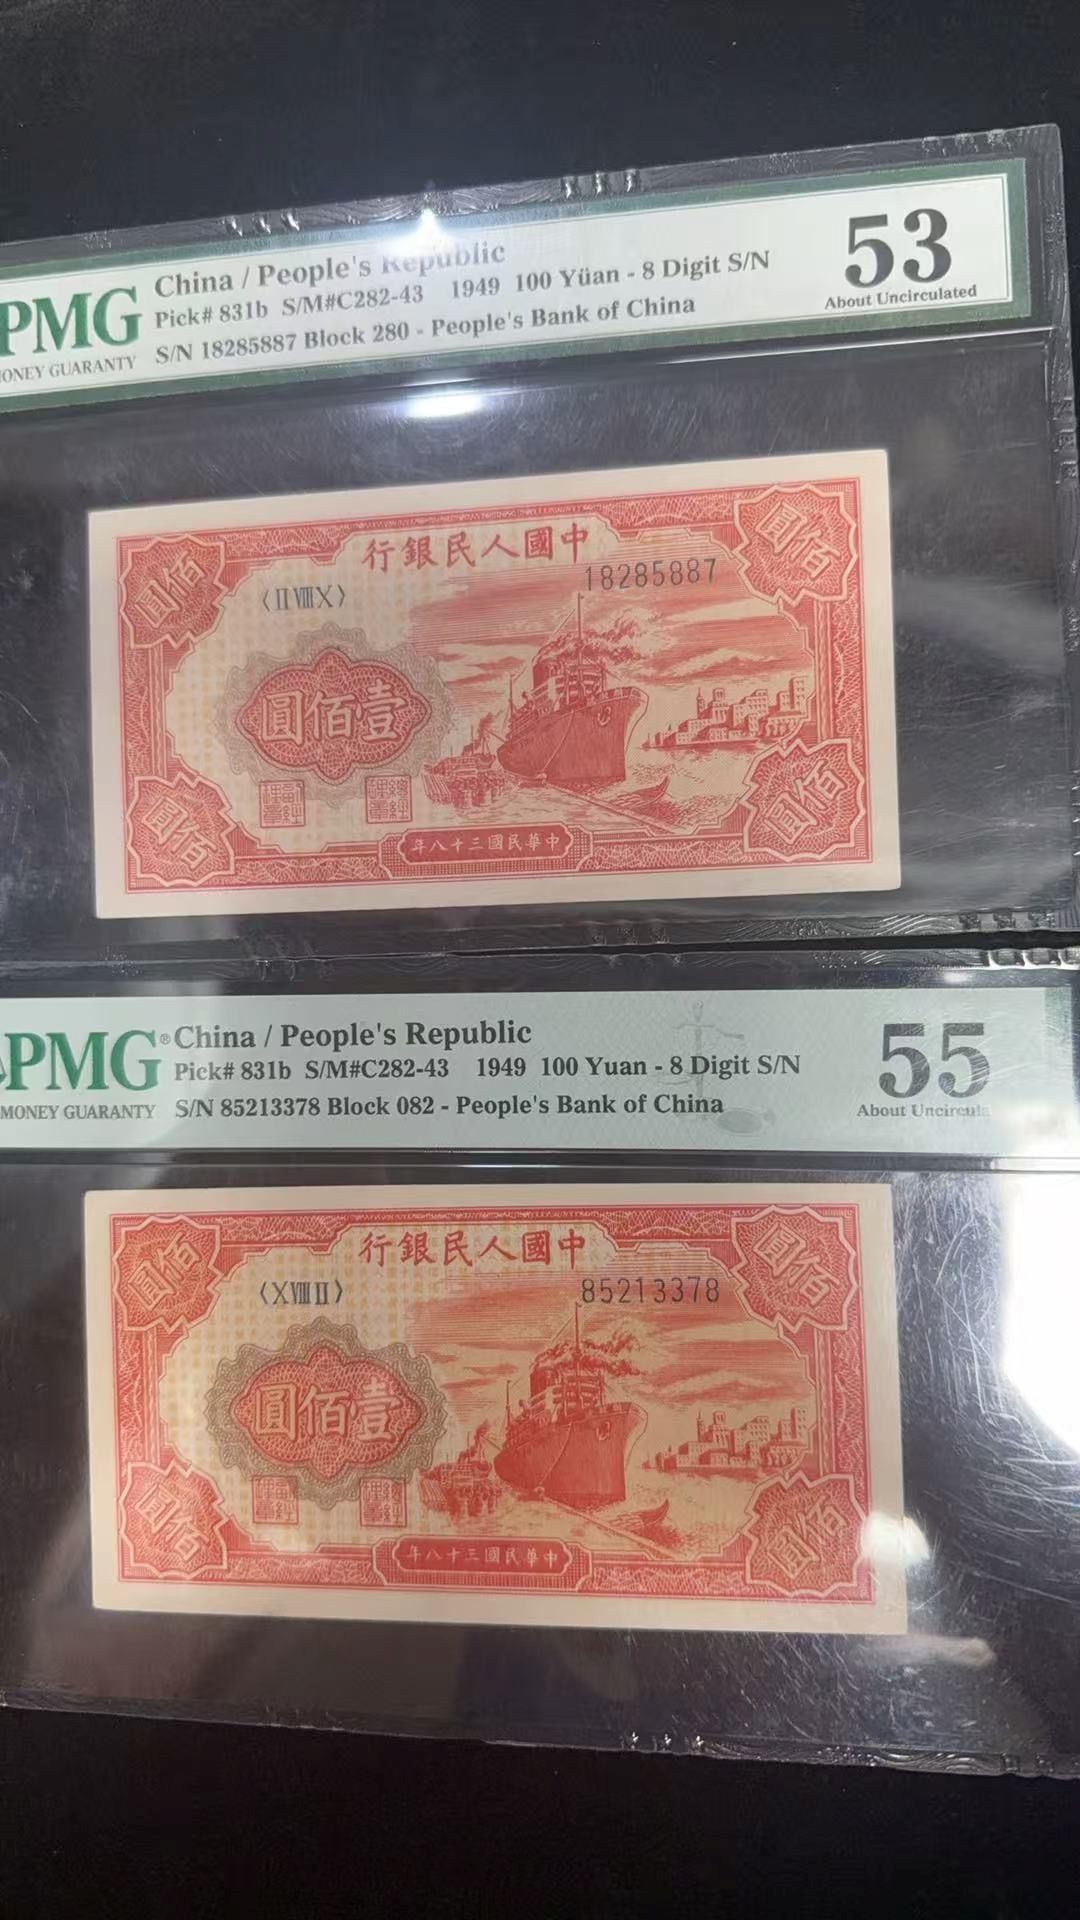 China / People's Republic
53
PMG
Pick# 831b S/M#C282-43 1949 100 Yüan - 8 Digit S/N
About Uncirculated
S/N 18285887 Block 280 - People's Bank of China
MONEY GUARANTY
行銀民人國中
18285887
〈II VIII X〉
圓佰
圓佰
圓佰壹
圓佰
圓佰
年八十三國民華中
PMG®
China / People's Republic
55
Pick# 831b S/M#C282-43 1949 100 Yuan - 8 Digit S/N
MONEY GUARANTY
S/N 85213378 Block 082 - People's Bank of China
About Uncircula
行銀民人國中
〈X VIII II〉
85213378
圓佰
圓佰
圓佰壹
圓佰
圓佰
年八十三國民華中